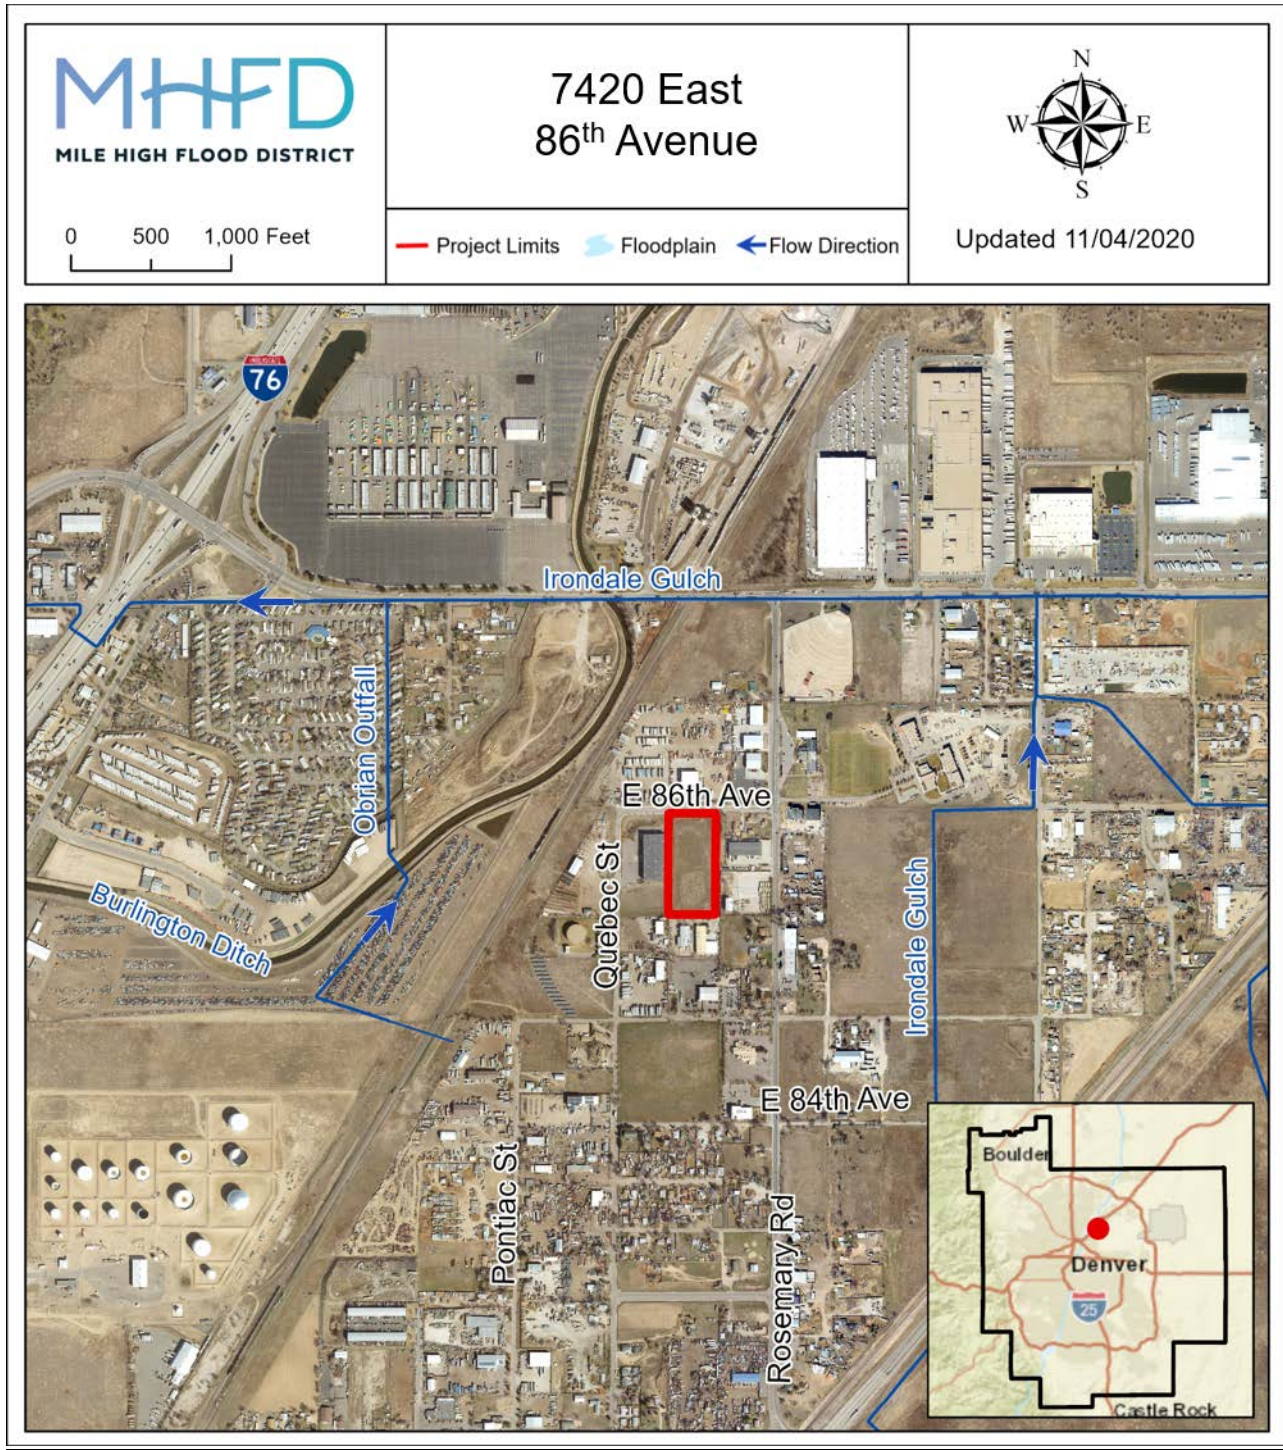 MHFD
MILE HIGH FLOOD DISTRICT
0 500 1,000 Feet
7420 East
86th Avenue
Project Limits Floodplain Flow Direction
N
W E
S
Updated 11/04/2020
INTERSTATE
76
Irondale Gulch
Obrian Outfall
E 86th Ave
Quebec St
Burlington Ditch
Irondale Gulch
E 84th Ave
Pontiac St
Rosemary Rd
Boulder
Denver
25
Castle Rock